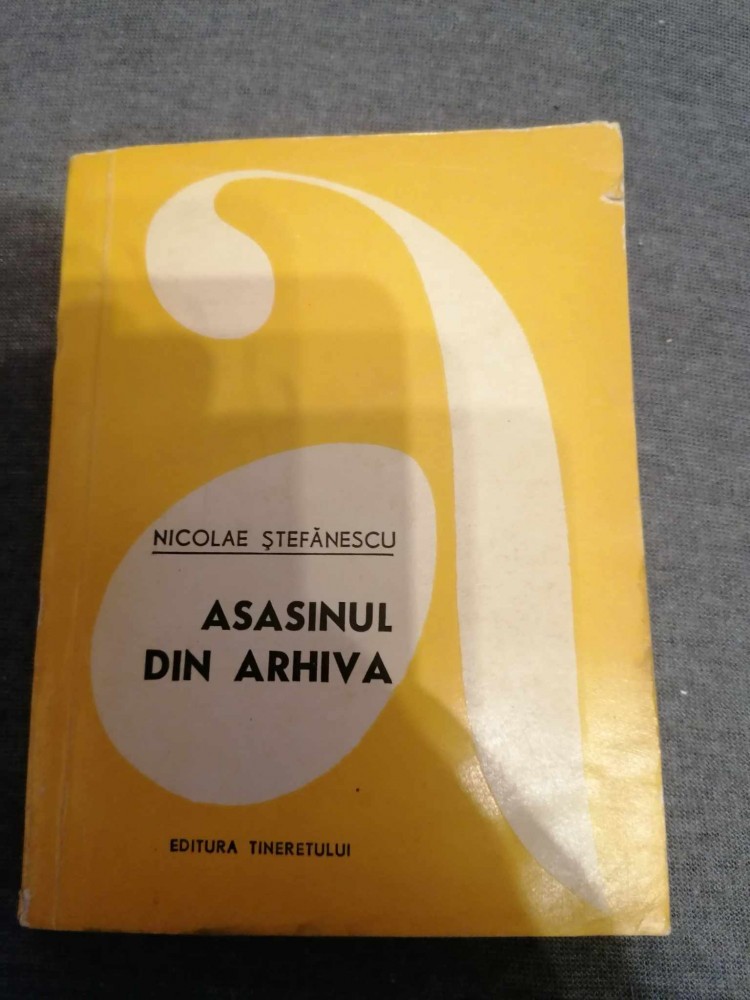 NICOLAE ŞTEFĂNESCU
ASASINUL
DIN ARHIVA
EDITURA TINERETULUI